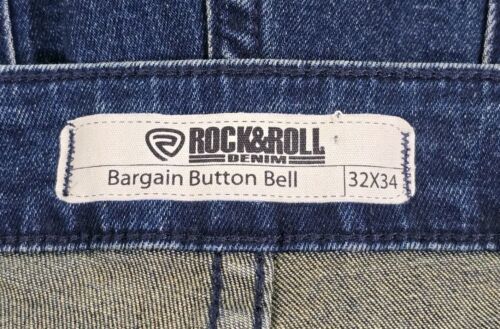 ROCK&ROLL
DENIM
Bargain Button Bell 32X34